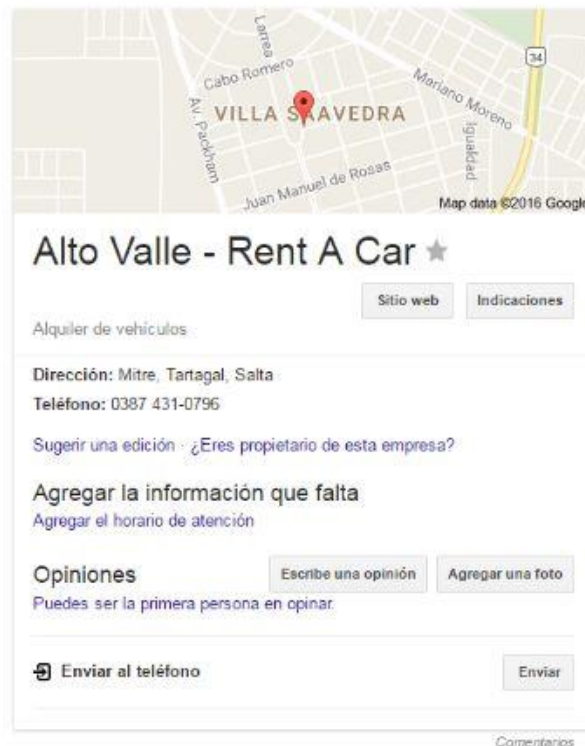 Larrea
34
Cabo Romero
Mariano Moreno
Av. Packham
VILLA SAAVEDRA
Igualdad
Juan Manuel de Rosas
Map data ©2016 Google
Alto Valle - Rent A Car
Sitio web
Indicaciones
Alquiler de vehículos
Dirección: Mitre, Tartagal, Salta
Teléfono: 0387 431-0796
Sugerir una edición · ¿Eres propietario de esta empresa?
Agregar la información que falta
Agregar el horario de atención
Opiniones
Escribe una opinión
Agregar una foto
Puedes ser la primera persona en opinar.
Enviar al teléfono
Enviar
Comentarios